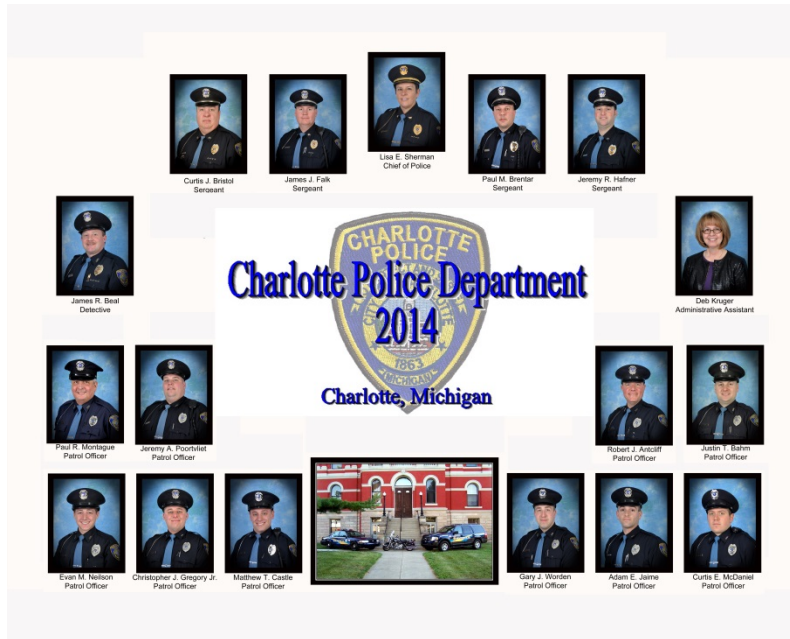 Lisa E. Sherman
Chief of Police
Curtis J. Bristol
Sergeant
James J. Falk
Sergeant
Paul M. Brentar
Sergeant
Jeremy R. Hafner
Sergeant
James R. Beal
Detective
CHARLOTTE
POLICE
Charlotte Police Department
2014
1863
MICHIGAN
Charlotte, Michigan
Deb Kruger
Administrative Assistant
Paul R. Montague
Patrol Officer
Jeremy A. Poortvliet
Patrol Officer
Robert J. Antcliff
Patrol Officer
Justin T. Bahm
Patrol Officer
Evan M. Neilson
Patrol Officer
Christopher J. Gregory Jr.
Patrol Officer
Matthew T. Castle
Patrol Officer
Gary J. Worden
Patrol Officer
Adam E. Jaime
Patrol Officer
Curtis E. McDaniel
Patrol Officer